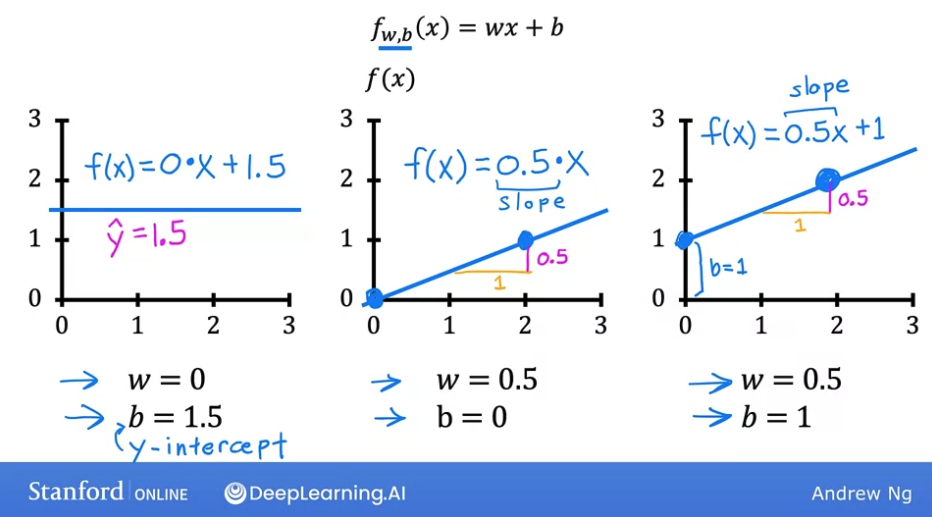 f_{w,b}(x) = wx + b
f(x)
3
2
1
0
0 1 2 3
f(x)=0•X+1.5
ŷ=1.5
→ w = 0
→ b = 1.5
y-intercept
3
2
1
0
0 1 2 3
f(x)=0.5•X
slope
0.5
1
→ w = 0.5
→ b = 0
slope
3
2
1
0
0 1 2 3
f(x)=0.5x+1
0.5
1
b=1
→ w = 0.5
→ b = 1
Stanford ONLINE DeepLearning.AI Andrew Ng